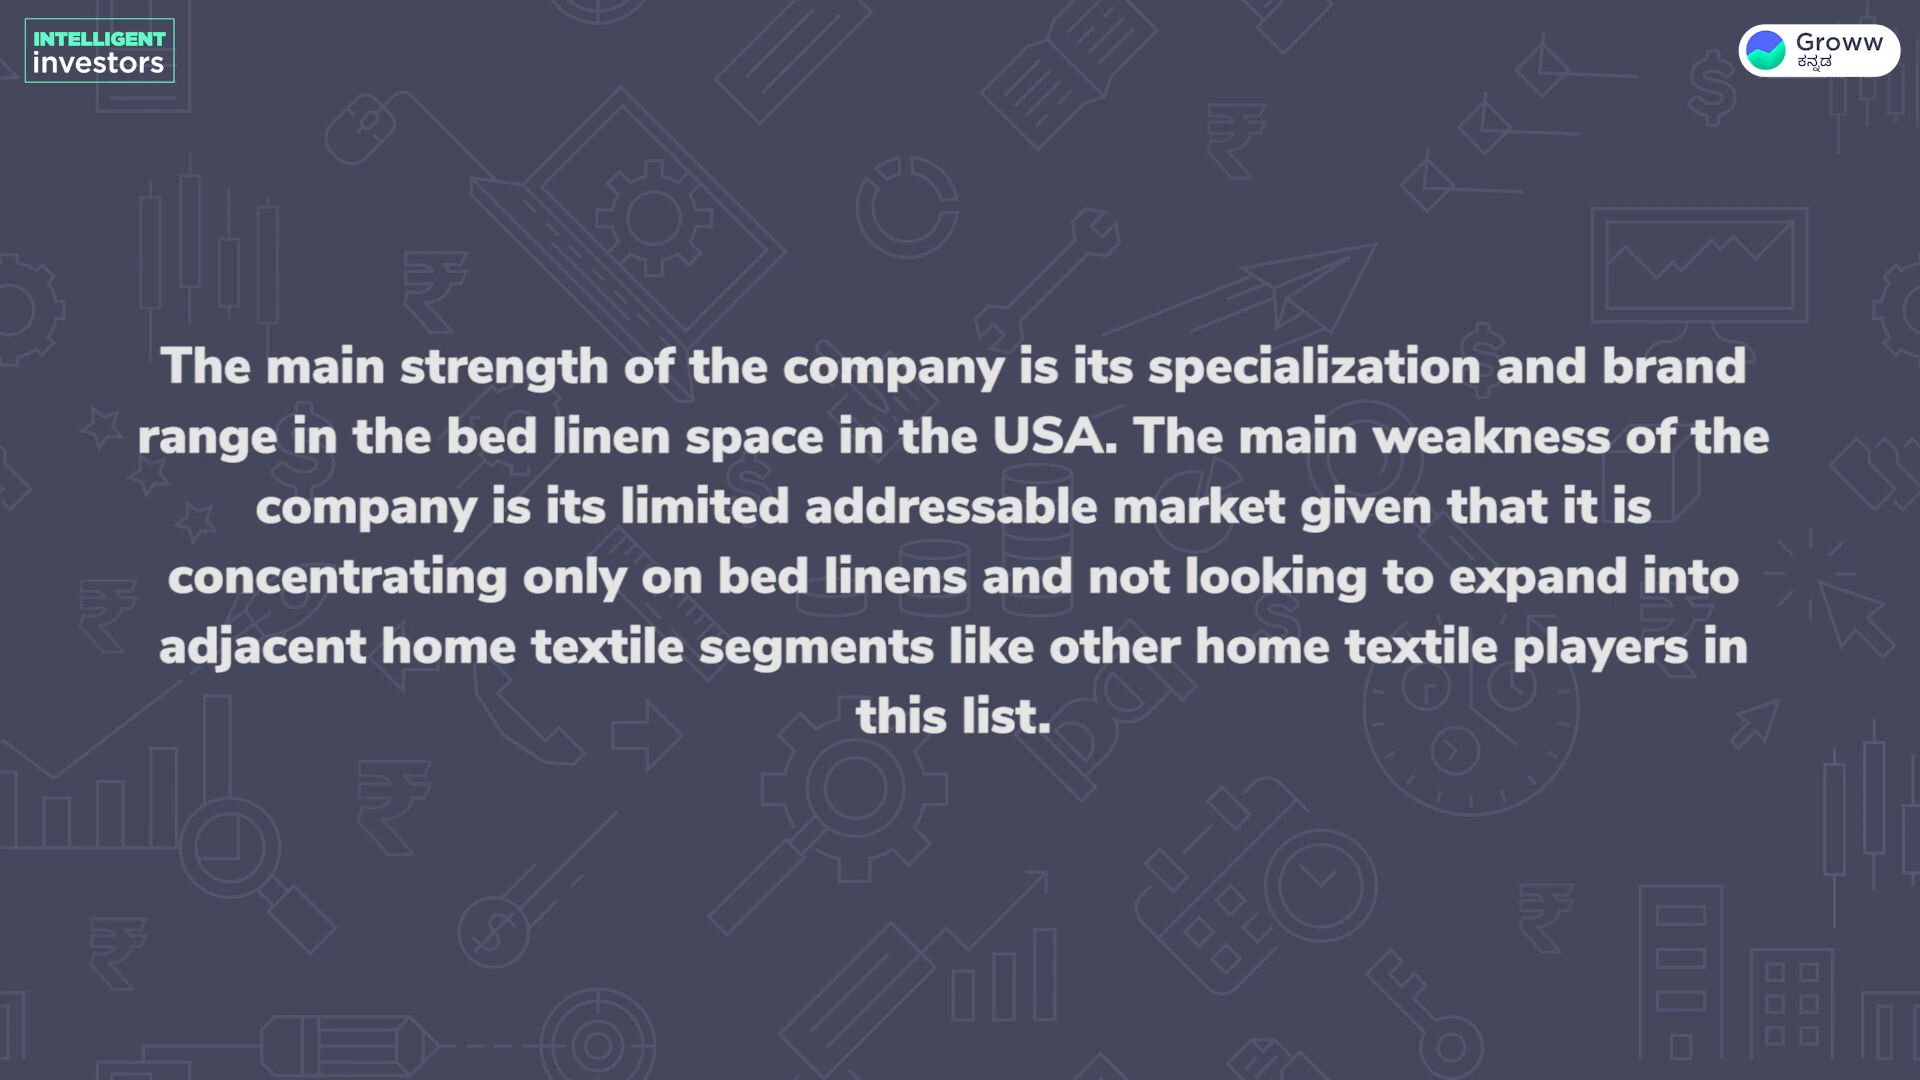 INTELLIGENT
investors
Groww
ಕನ್ನಡ
The main strength of the company is its specialization and brand
range in the bed linen space in the USA. The main weakness of the
company is its limited addressable market given that it is
concentrating only on bed linens and not looking to expand into
adjacent home textile segments like other home textile players in
this list.